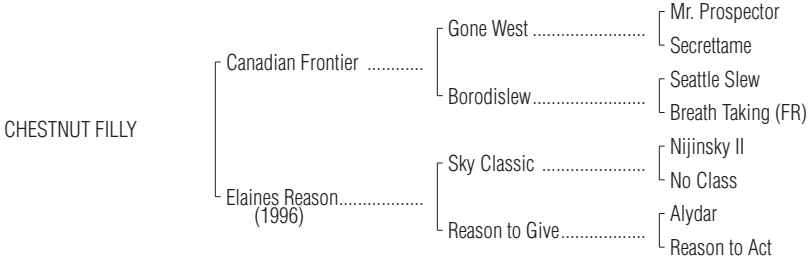 Mr. Prospector
Gone West ........................
Secrettame
Canadian Frontier ............
Seattle Slew
Borodislew........................
Breath Taking (FR)
CHESTNUT FILLY
Nijinsky II
Sky Classic ......................
No Class
Elaines Reason..................
(1996)
Alydar
Reason to Give..................
Reason to Act